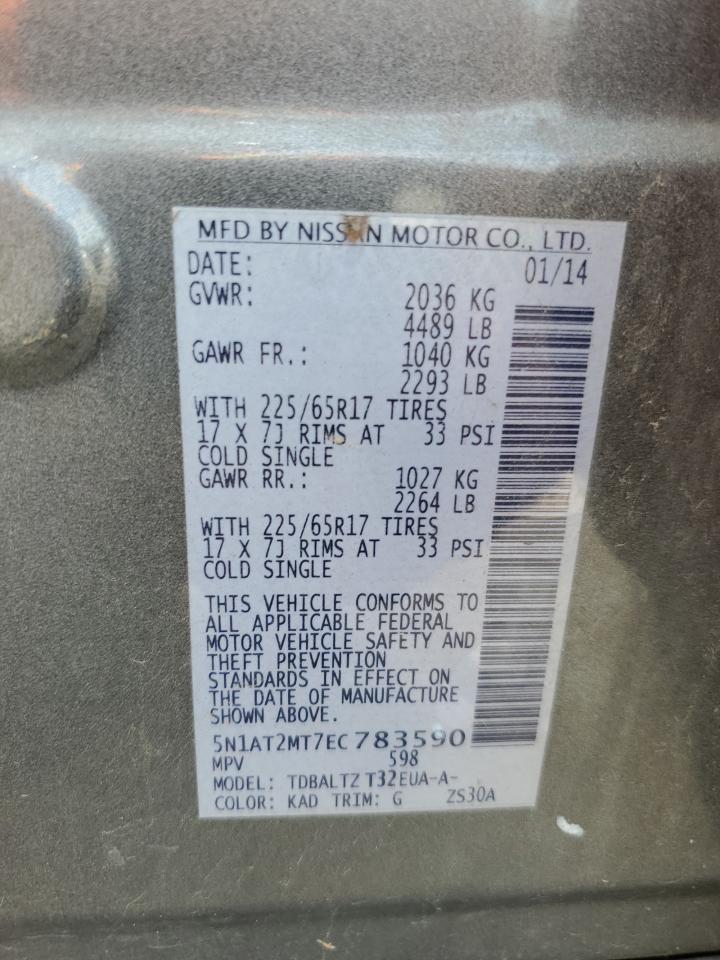 MFD BY NISSAN MOTOR CO., LTD.
DATE: 01/14
GVWR: 2036 KG
4489 LB
GAWR FR.: 1040 KG
2293 LB
WITH 225/65R17 TIRES
17 X 7J RIMS AT 33 PSI
COLD SINGLE
GAWR RR.: 1027 KG
2264 LB
WITH 225/65R17 TIRES
17 X 7J RIMS AT 33 PSI
COLD SINGLE
THIS VEHICLE CONFORMS TO
ALL APPLICABLE FEDERAL
MOTOR VEHICLE SAFETY AND
THEFT PREVENTION
STANDARDS IN EFFECT ON
THE DATE OF MANUFACTURE
SHOWN ABOVE.
5N1AT2MT7EC783590
MPV 598
MODEL: TDBALTZ T32EUA-A-
COLOR: KAD TRIM: G ZS30A